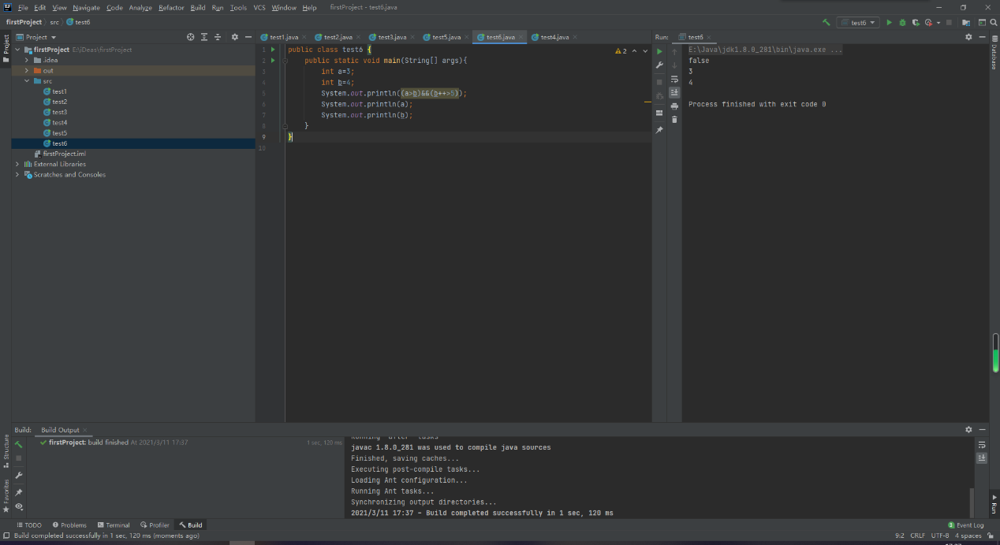 File Edit View Navigate Code Analyze Refactor Build Run Tools VCS Window Help firstProject - test6.java
firstProject src test6
test6
Project
test1.java test2.java test3.java test5.java test6.java test4.java
Run: test6
Project
firstProject E:\jDeas\firstProject
.idea
out
src
test1
test2
test3
test4
test5
test6
firstProject.iml
External Libraries
Scratches and Consoles
1 public class test6 {
2 public static void main(String[] args){
3 int a=3;
4 int b=4;
5 System.out.println((a>b)&&(b++>5));
6 System.out.println(a);
7 System.out.println(b);
8 }
9 }
10
2
E:\Java\jdk1.8.0_281\bin\java.exe ...
false
3
4
Process finished with exit code 0
Database
Structure
Favorites
Run
Build: Build Output
firstProject: build finished At 2021/3/11 17:37 1 sec, 120 ms
Running 'after' tasks
javac 1.8.0_281 was used to compile java sources
Finished, saving caches...
Executing post-compile tasks...
Loading Ant configuration...
Running Ant tasks...
Synchronizing output directories...
2021/3/11 17:37 - Build completed successfully in 1 sec, 120 ms
TODO Problems Terminal Profiler Build 3 Event Log
Build completed successfully in 1 sec, 120 ms (moments ago) 9:2 CRLF UTF-8 4 spaces